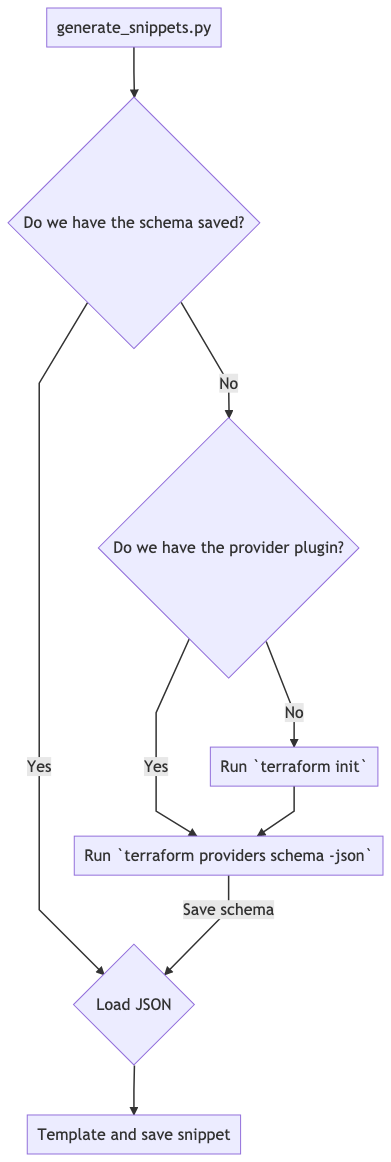 generate_snippets.py
Do we have the schema saved?
No
Do we have the provider plugin?
No
Yes
Yes
Run `terraform init`
Run `terraform providers schema -json`
Save schema
Load JSON
Template and save snippet